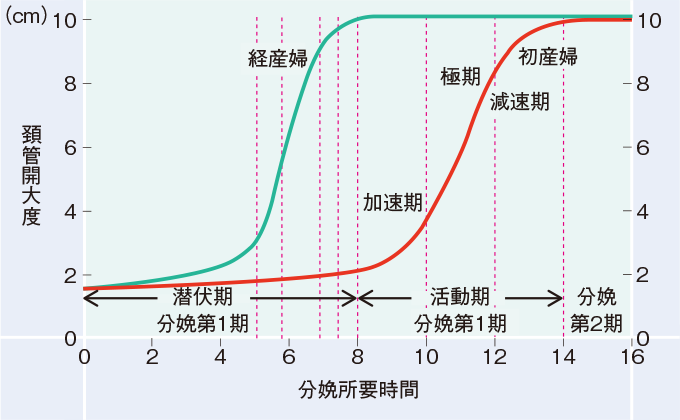 (cm)
10
8
6
4
2
0
頚管開大度
経産婦
初産婦
極期
減速期
加速期
潜伏期
分娩第1期
活動期
分娩第1期
分娩
第2期
10
8
6
4
2
0
0 2 4 6 8 10 12 14 16
分娩所要時間